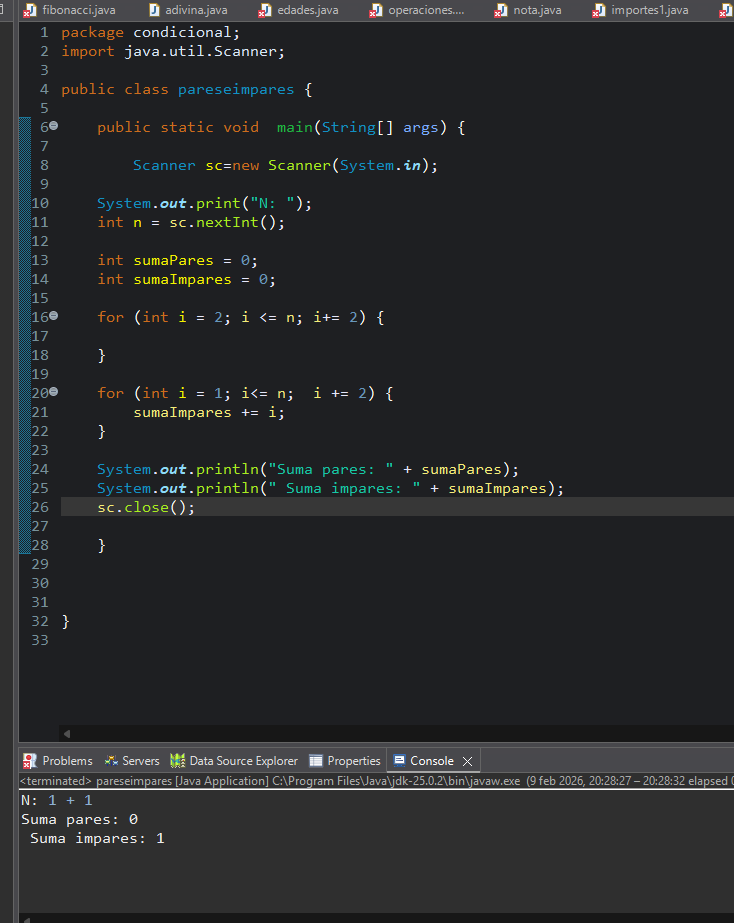 fibonacci.java adivina.java edades.java operaciones.... nota.java importes1.java
1 package condicional;
2 import java.util.Scanner;
3
4 public class pareseimpares {
5
6 public static void  main(String[] args) {
7
8 Scanner sc=new Scanner(System.in);
9
10 System.out.print("N: ");
11 int n = sc.nextInt();
12
13 int sumaPares = 0;
14 int sumaImpares = 0;
15
16 for (int i = 2; i <= n; i+= 2) {
17
18 }
19
20 for (int i = 1; i<= n;  i += 2) {
21 sumaImpares += i;
22 }
23
24 System.out.println("Suma pares: " + sumaPares);
25 System.out.println(" Suma impares: " + sumaImpares);
26 sc.close();
27
28 }
29
30
31
32 }
33
Problems Servers Data Source Explorer Properties Console
<terminated> pareseimpares [Java Application] C:\Program Files\Java\jdk-25.0.2\bin\javaw.exe (9 feb 2026, 20:28:27 – 20:28:32 elapsed 0
N: 1 + 1
Suma pares: 0
 Suma impares: 1